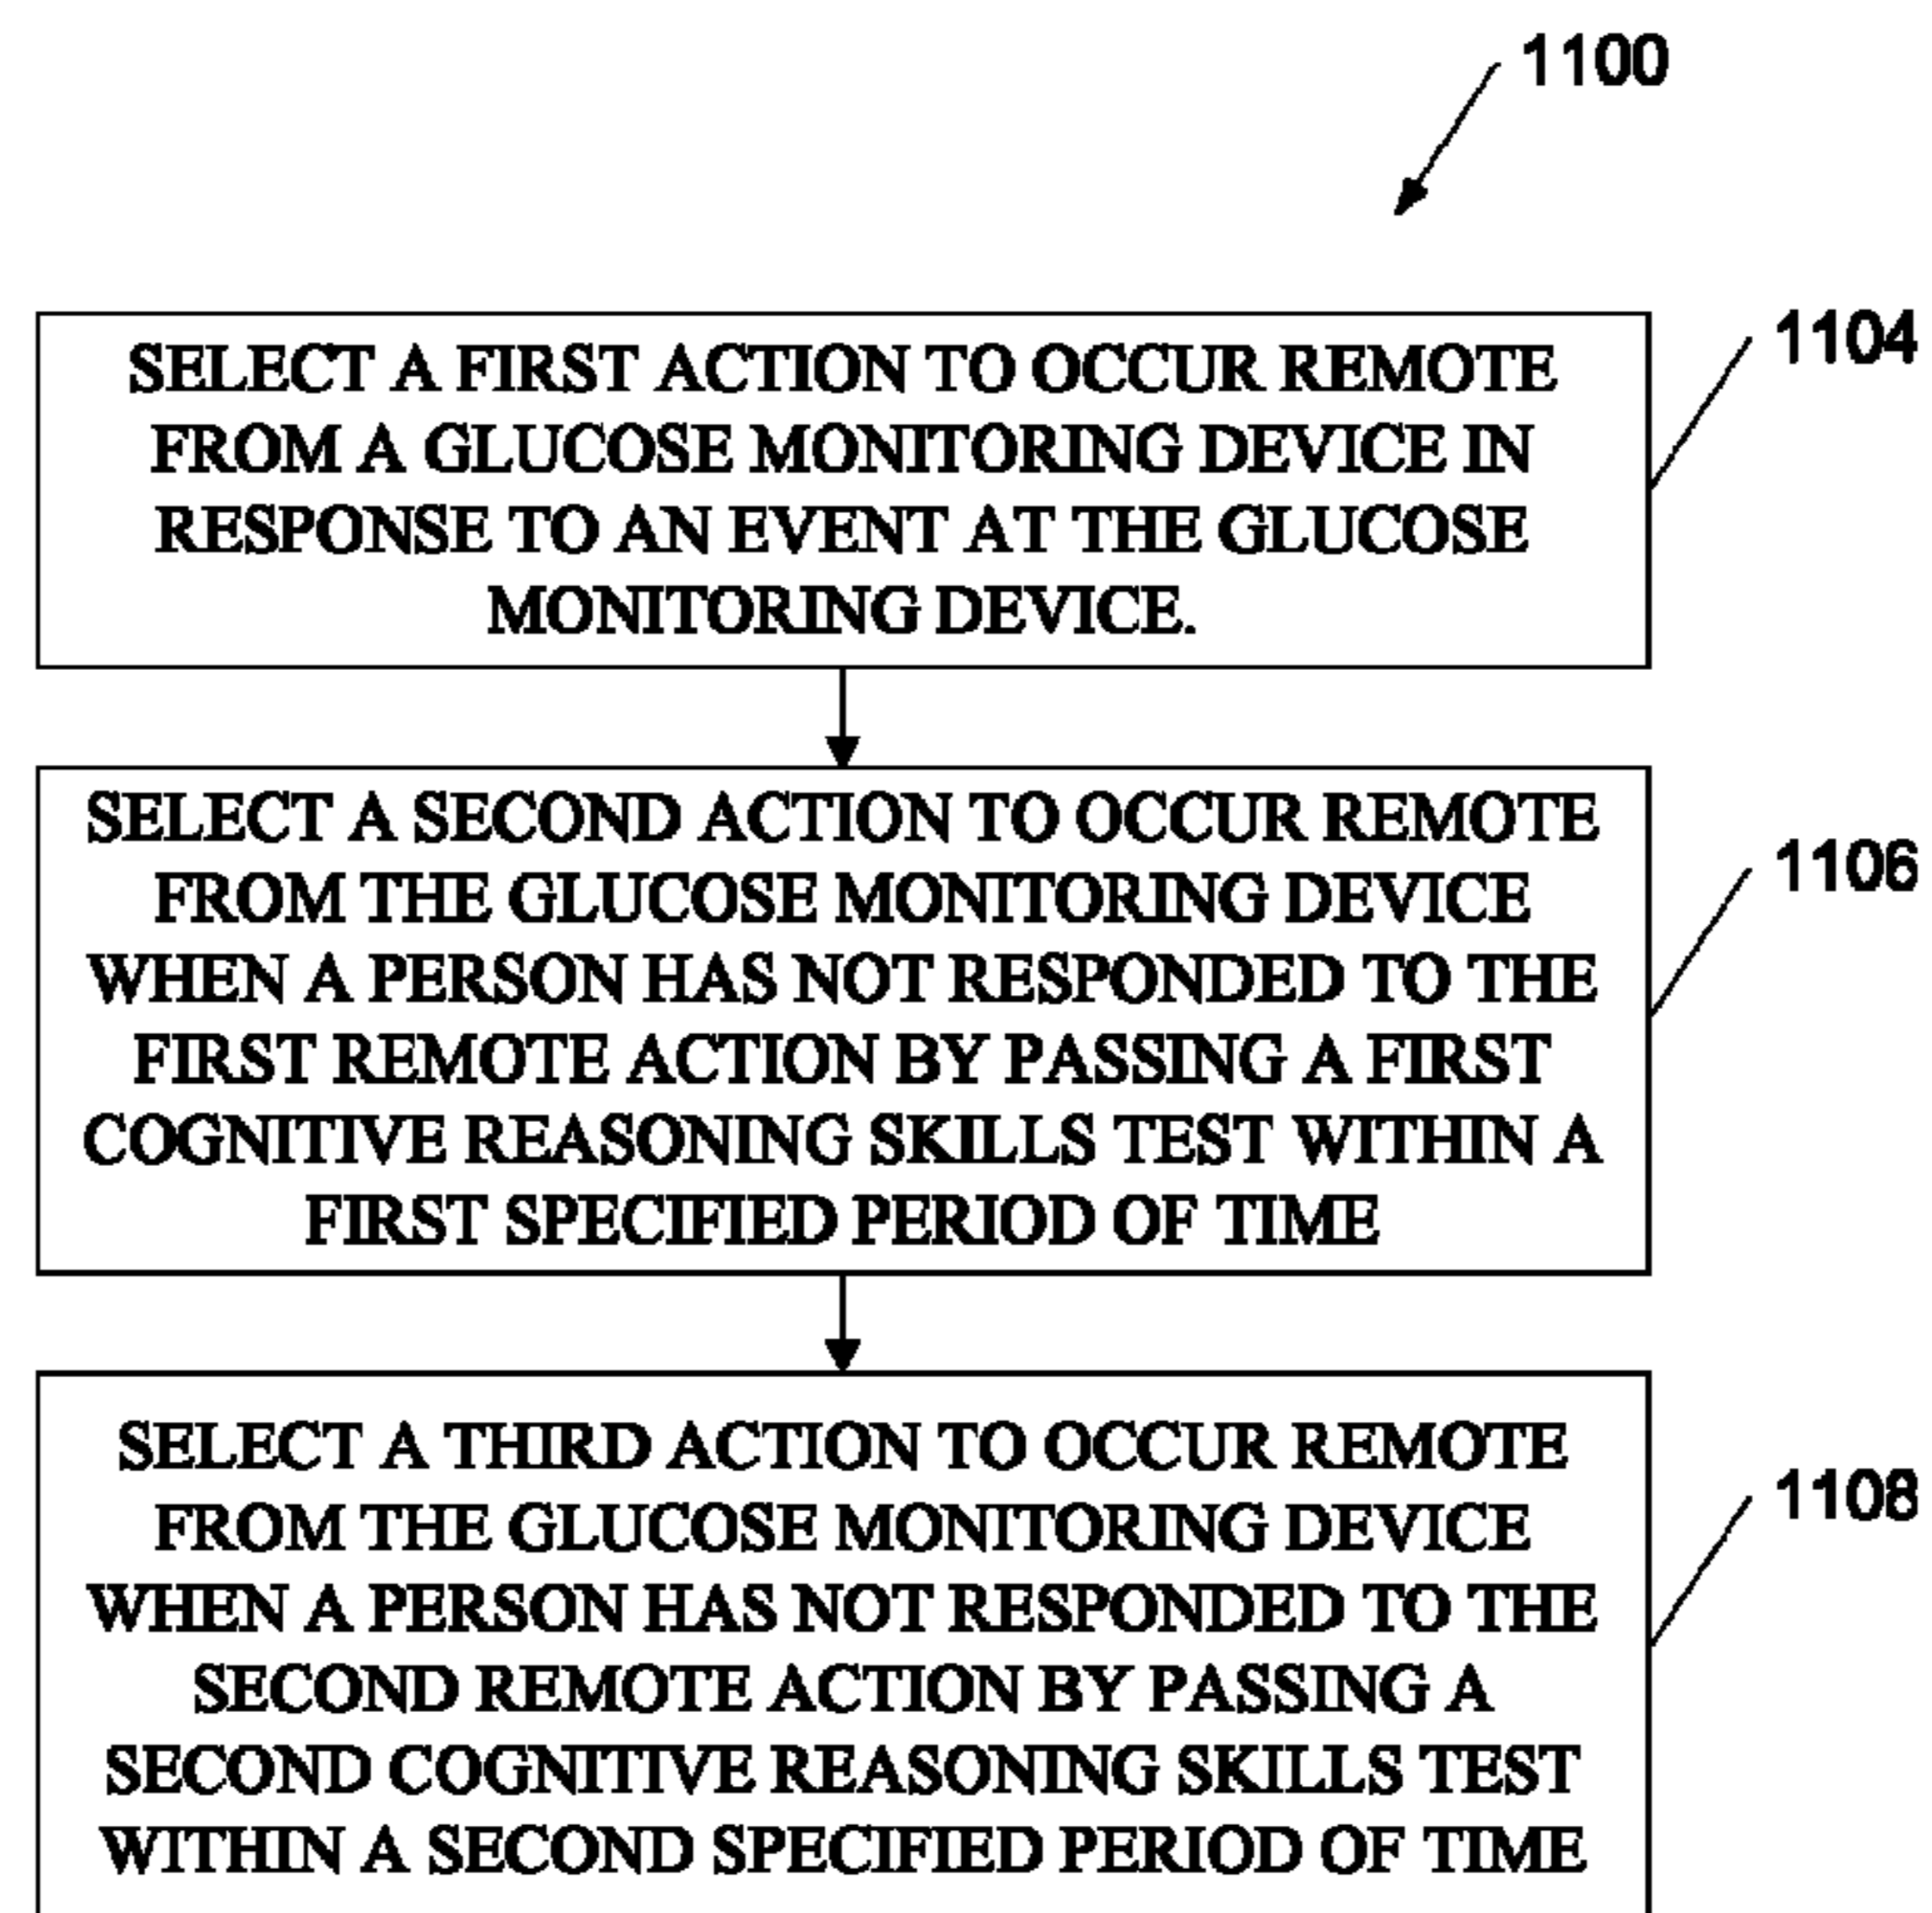 1100
1104
SELECT A FIRST ACTION TO OCCUR REMOTE
FROM A GLUCOSE MONITORING DEVICE IN
RESPONSE TO AN EVENT AT THE GLUCOSE
MONITORING DEVICE.
1106
SELECT A SECOND ACTION TO OCCUR REMOTE
FROM THE GLUCOSE MONITORING DEVICE
WHEN A PERSON HAS NOT RESPONDED TO THE
FIRST REMOTE ACTION BY PASSING A FIRST
COGNITIVE REASONING SKILLS TEST WITHIN A
FIRST SPECIFIED PERIOD OF TIME
1108
SELECT A THIRD ACTION TO OCCUR REMOTE
FROM THE GLUCOSE MONITORING DEVICE
WHEN A PERSON HAS NOT RESPONDED TO THE
SECOND REMOTE ACTION BY PASSING A
SECOND COGNITIVE REASONING SKILLS TEST
WITHIN A SECOND SPECIFIED PERIOD OF TIME